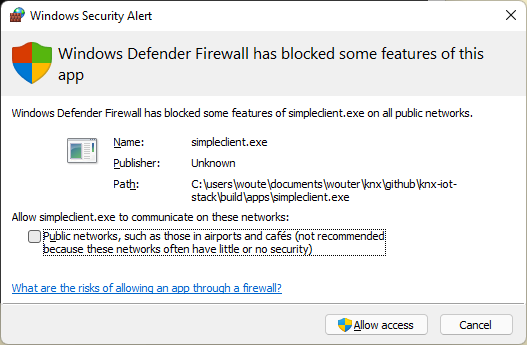 Windows Security Alert
Windows Defender Firewall has blocked some features of this
app
Windows Defender Firewall has blocked some features of simpleclient.exe on all public networks.
Name: simpleclient.exe
Publisher: Unknown
Path: C:\users\woute\documents\wouter\knx\github\knx-iot-
stack\build\apps\simpleclient.exe
Allow simpleclient.exe to communicate on these networks:
Public networks, such as those in airports and cafés (not recommended
because these networks often have little or no security)
What are the risks of allowing an app through a firewall?
Allow access
Cancel